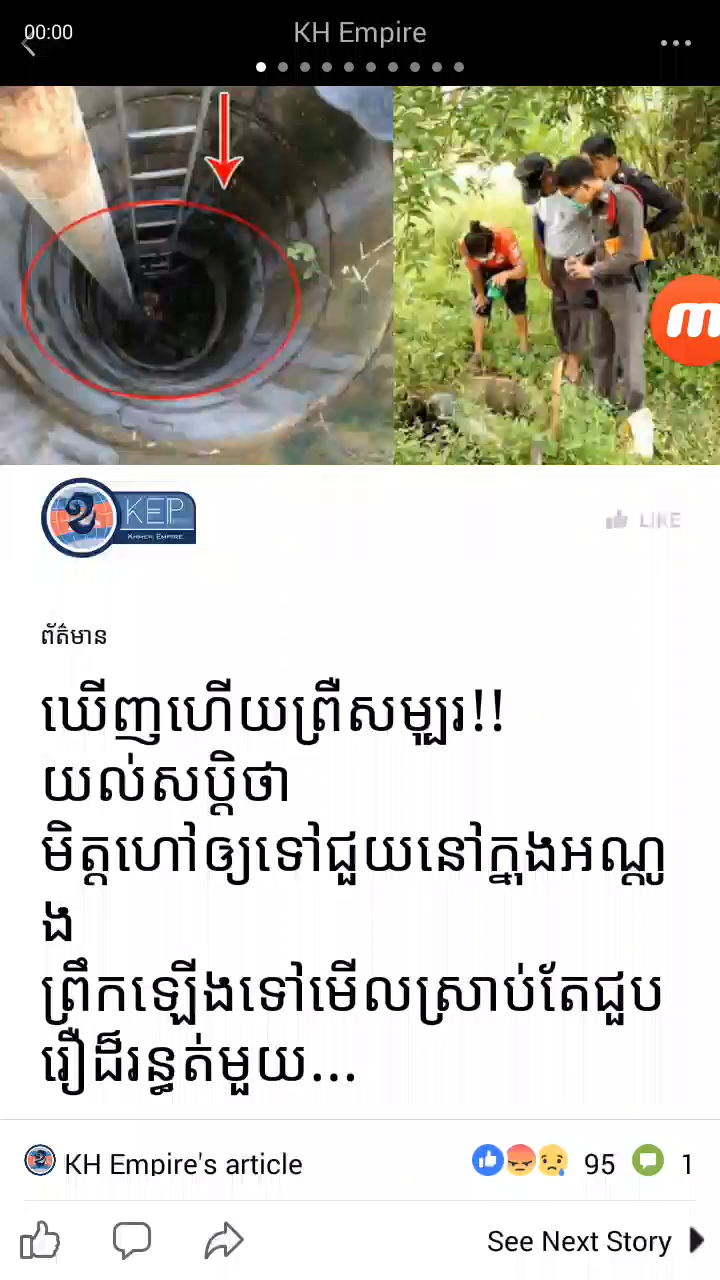 00:00
KH Empire
m
KEP
KHMER EMPIRE
LIKE
ព័ត៌មាន
ឃើញហើយព្រឺសម្បុរ!!
យល់សប្តិថា
មិត្តហៅឲ្យទៅជួយនៅក្នុងអណ្តូ
ង
ព្រឹកឡើងទៅមើលស្រាប់តែជួប
រឿដ៏រន្ធត់មួយ...
KH Empire's article
95
1
See Next Story